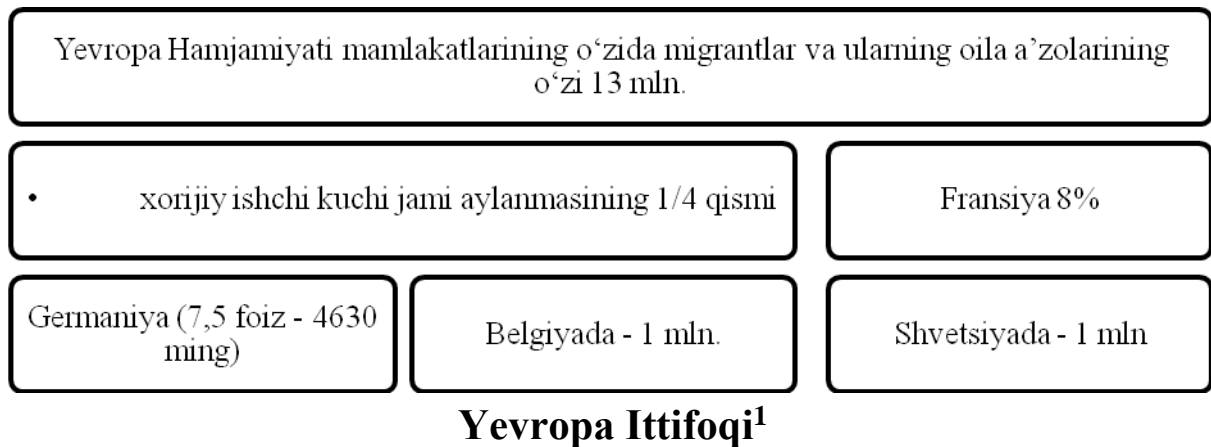 Yevropa Hamjamiyati mamlakatlarining o‘zida migrantlar va ularning oila a’zolarining
o‘zi 13 mln.
• xorijiy ishchi kuchi jami aylanmasining 1/4 qismi
Fransiya 8%
Germaniya (7,5 foiz - 4630
ming)
Belgiyada - 1 mln.
Shvetsiyada - 1 mln
Yevropa Ittifoqi¹